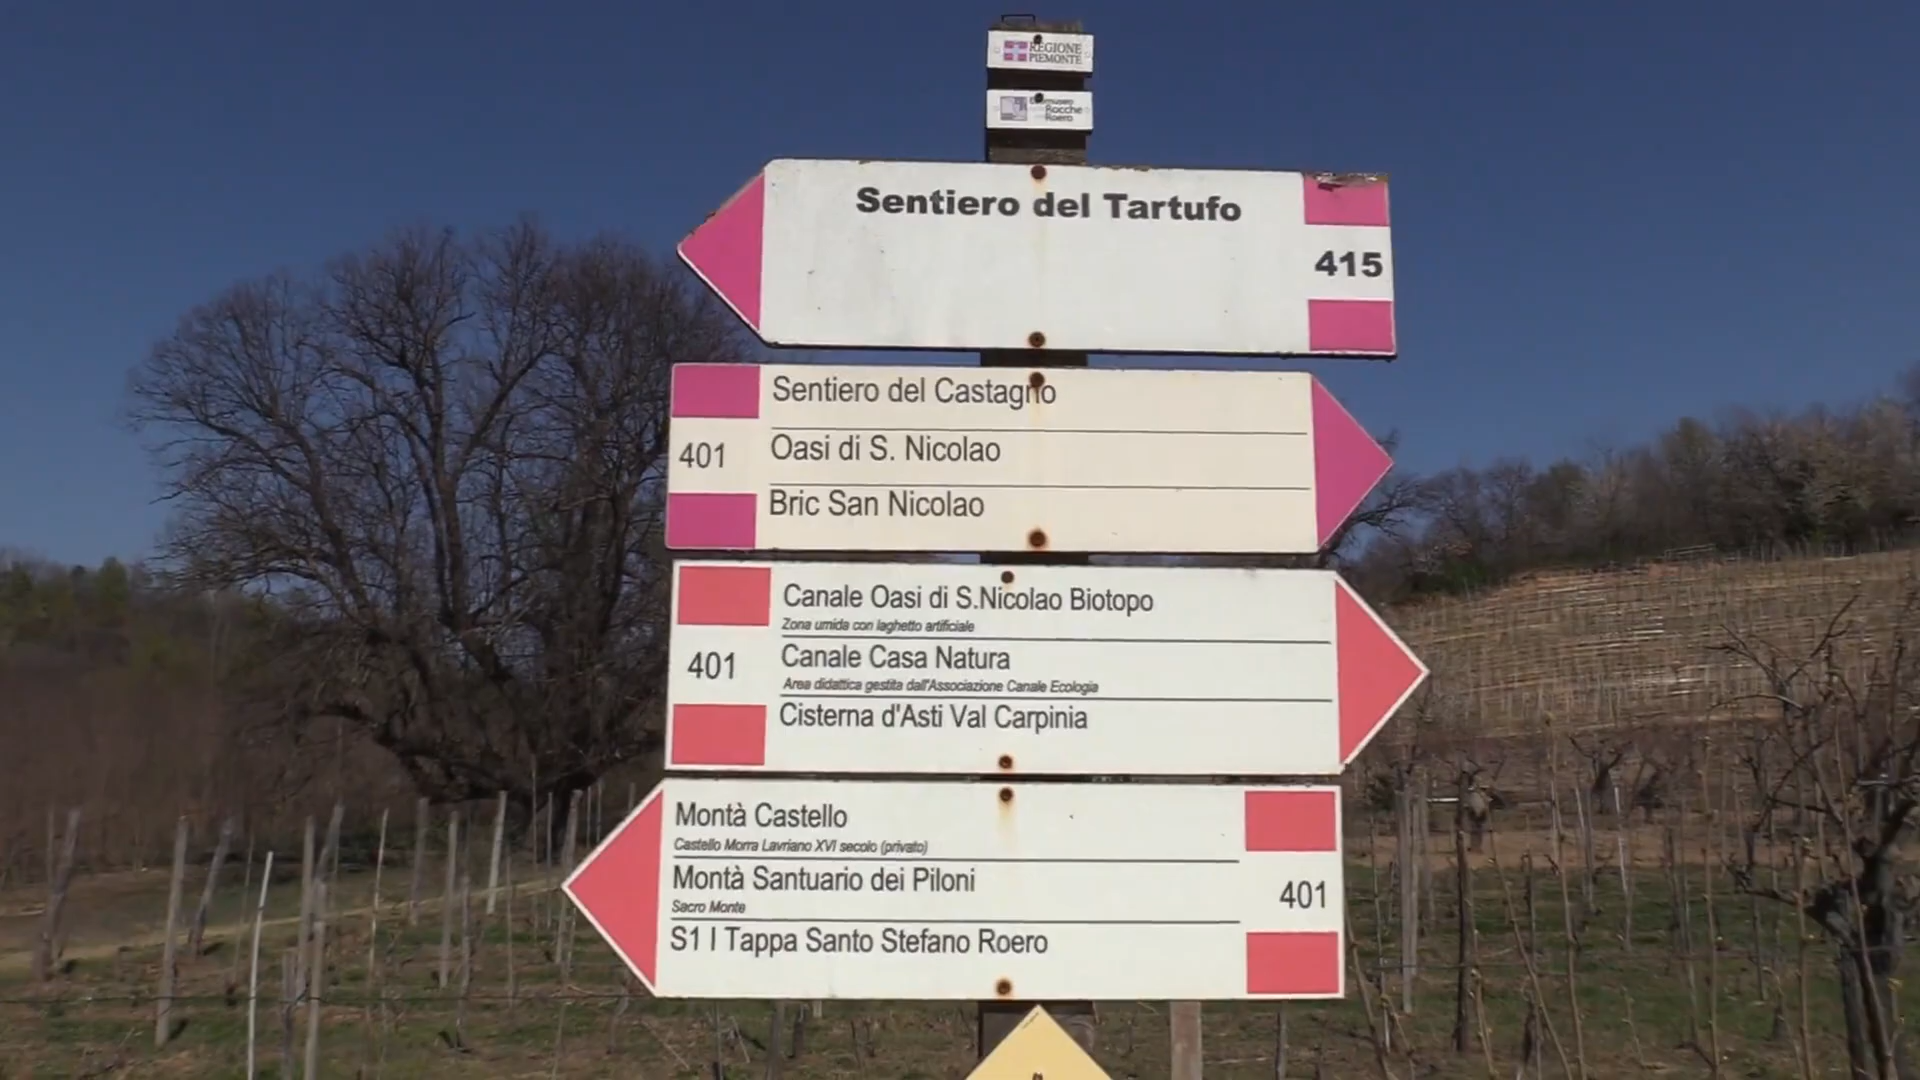 REGIONE
PIEMONTE
Rocche
Roero
Sentiero del Tartufo
415
Sentiero del Castagno
401
Oasi di S. Nicolao
Bric San Nicolao
Canale Oasi di S.Nicolao Biotopo
Zona umida con laghetto artificiale
401
Canale Casa Natura
Area didattica gestita dall'Associazione Canale Ecologia
Cisterna d'Asti Val Carpinia
Montà Castello
Castello Morra Lavriano XVI secolo (privato)
Montà Santuario dei Piloni
401
Sacro Monte
S1 I Tappa Santo Stefano Roero